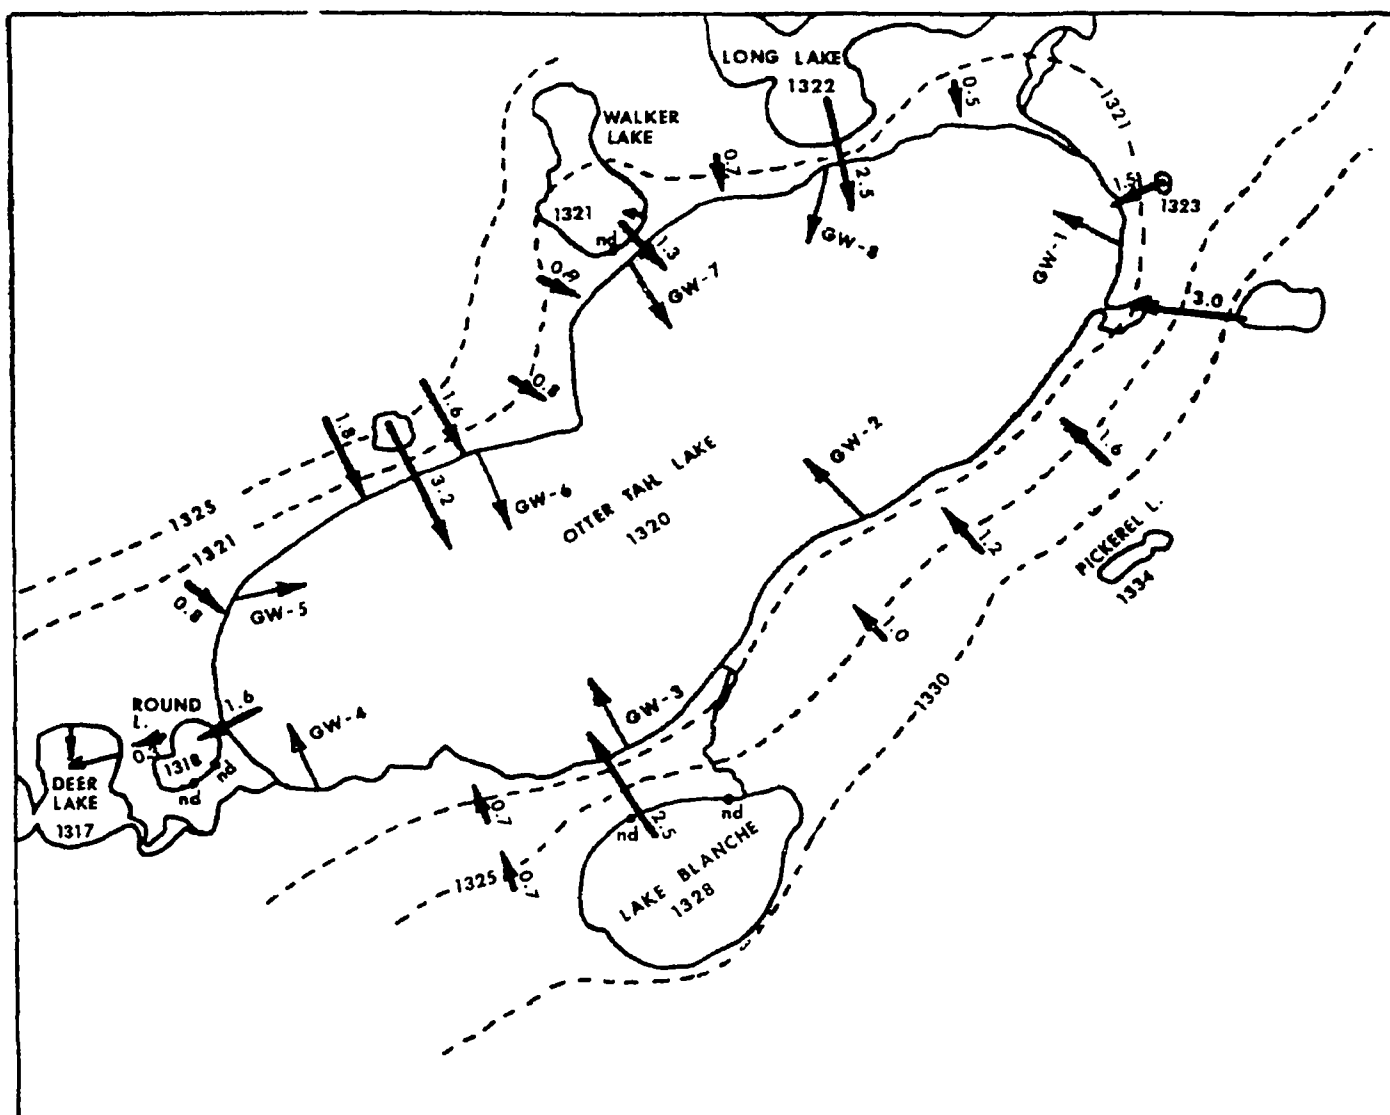 LONG LAKE
1322
0.5
1321
WALKER
LAKE
0.7
2.5
1.5
1323
1321
nd
1.3
GW-8
GW-1
0.8
GW-7
3.0
0.8
1.6
1.8
3.2
GW-6
OTTER TAIL LAKE
1320
GW-2
1.6
1325
1321
1.2
PICKEREL L.
1334
0.8
GW-5
1.0
ROUND
L.
1.6
GW-4
GW-3
1330
1318
nd
nd
DEER
LAKE
1317
0.7
2.5
nd
nd
1325
0.7
LAKE BLANCHE
1328